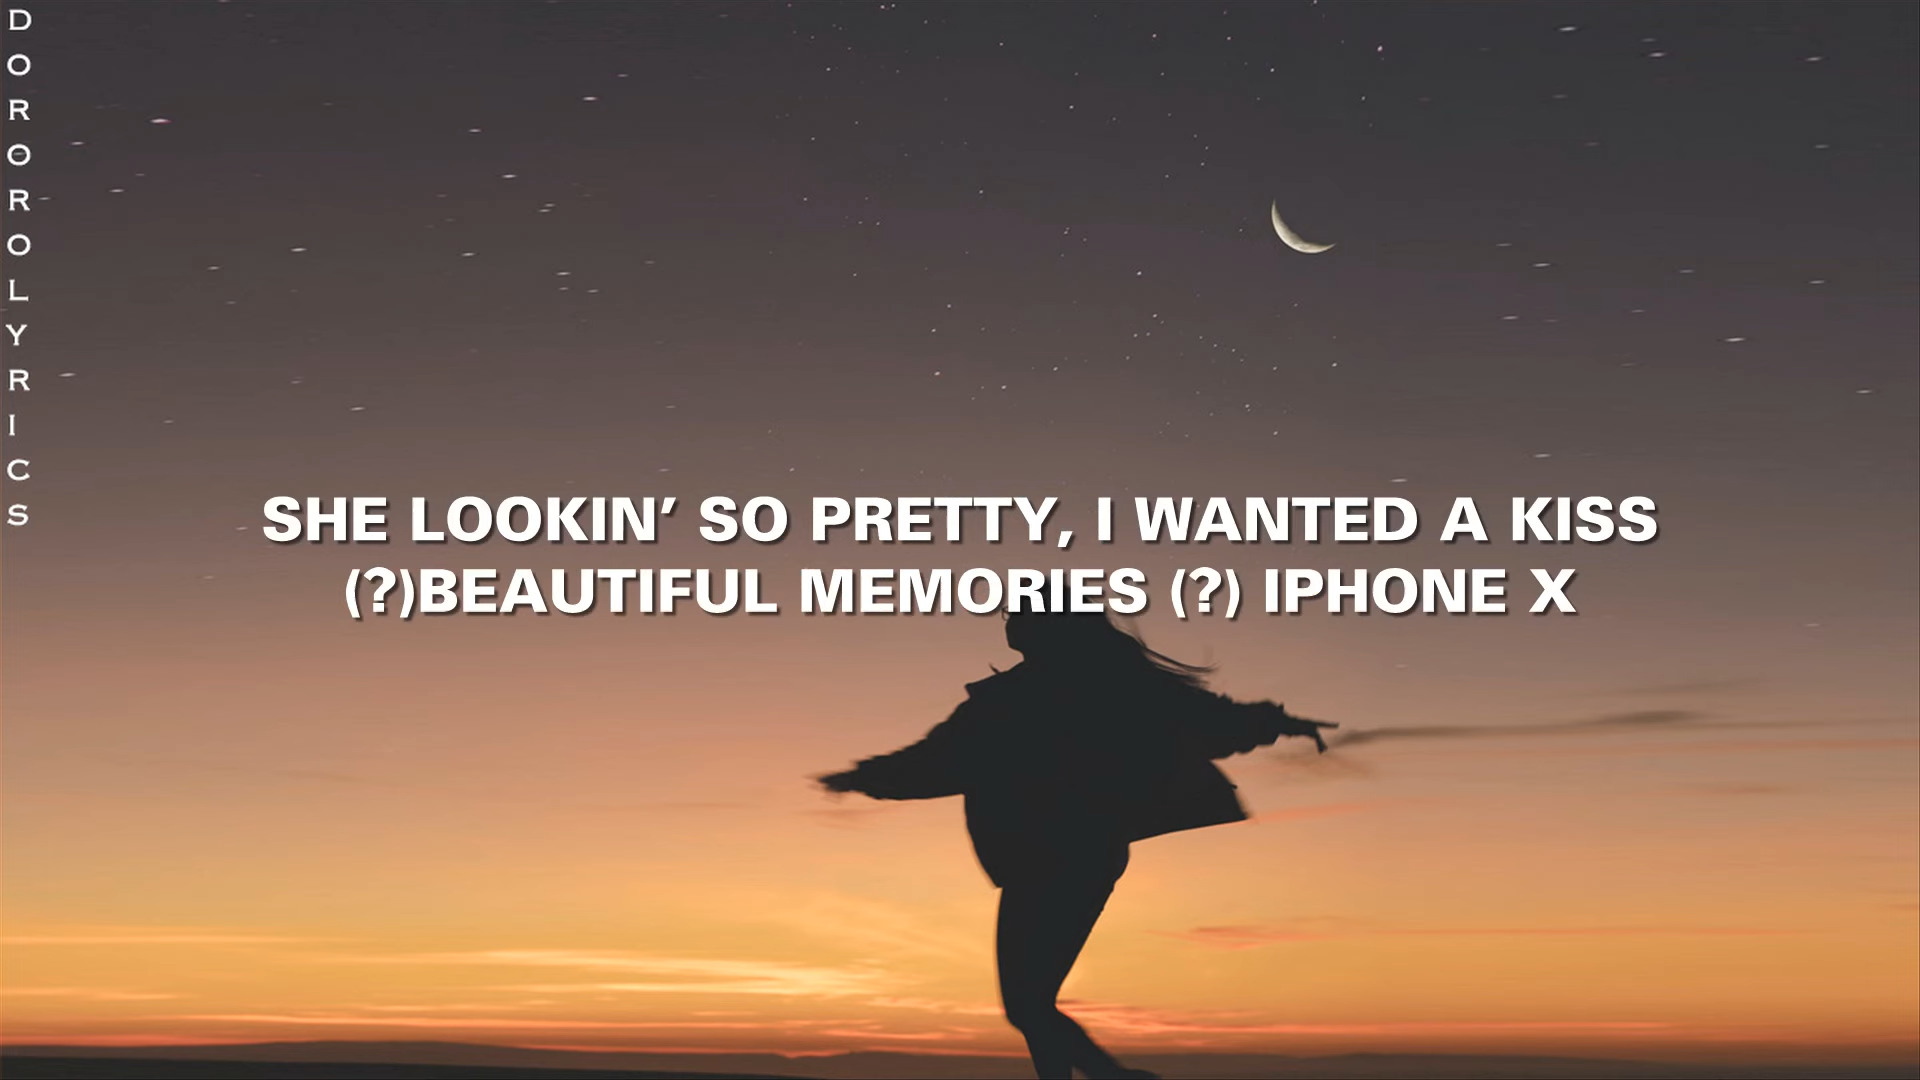 DOROROLYRICS
SHE LOOKIN’ SO PRETTY, I WANTED A KISS
(?)BEAUTIFUL MEMORIES (?) IPHONE X